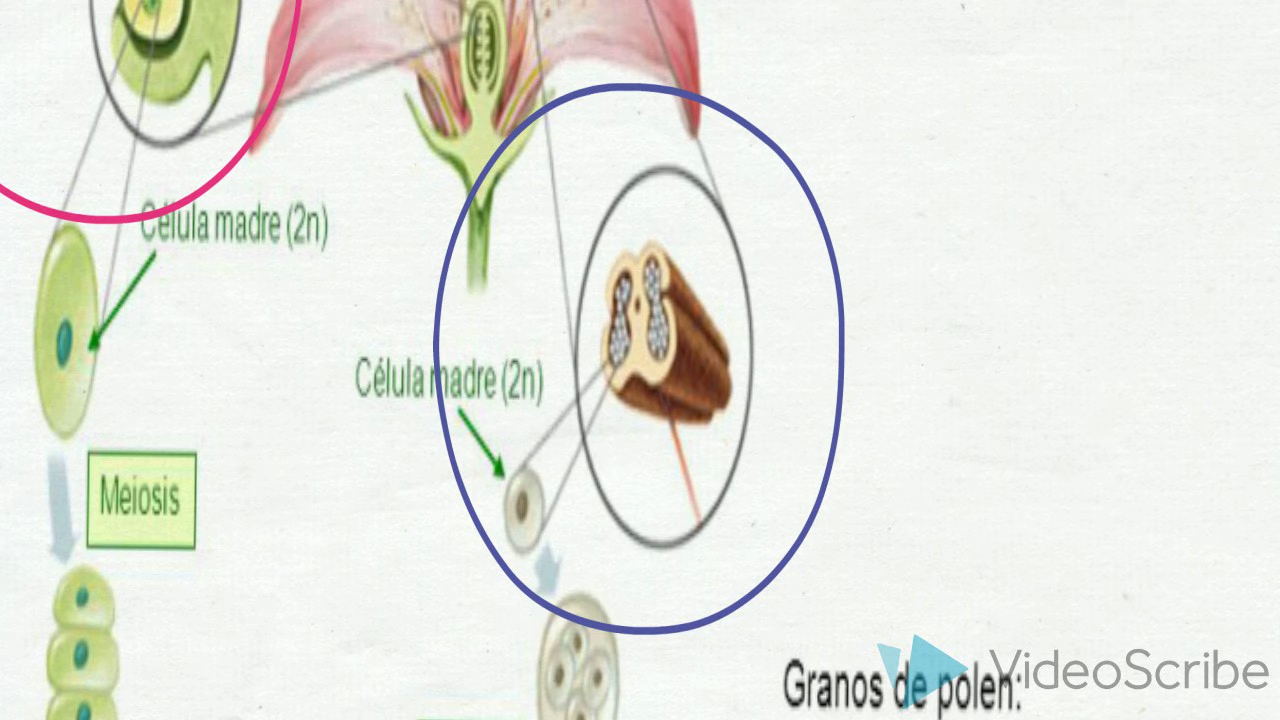 Célula madre (2n)
Célula madre (2n)
Meiosis
Granos de polen:
VideoScribe